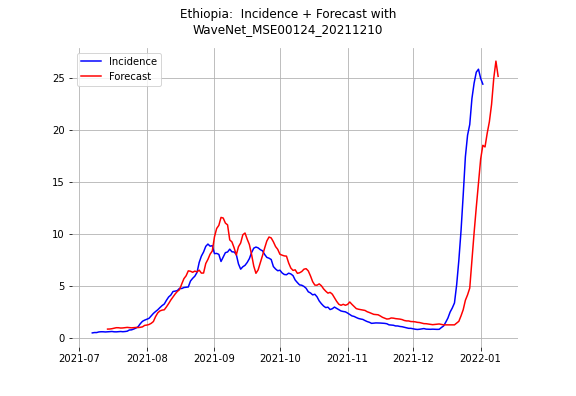 Ethiopia:  Incidence + Forecast with
WaveNet_MSE00124_20211210
Incidence
Forecast
25
20
15
10
5
0
2021-07 2021-08 2021-09 2021-10 2021-11 2021-12 2022-01